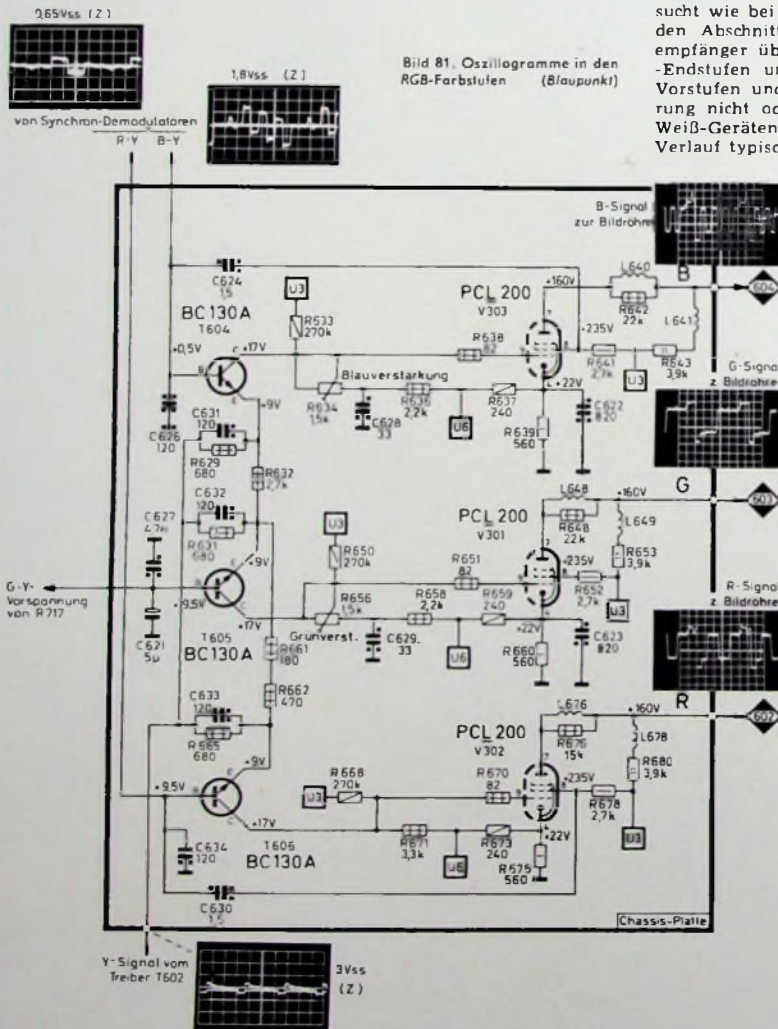 0,65Vss (Z)
von Synchron-Demodulatoren
R-Y B-Y
1,8Vss (Z)
Bild 81. Oszillogramme in den
RGB-Farbstufen (Blaupunkt)
sucht wie bei
den Abschnitt
empfänger üb
-Endstufen un
Vorstufen und
rung nicht od
Weiß-Geräten
Verlauf typisc
B-Signal
zur Bildröhre
B
604
C624
1,5
BC130A
T604
+0,5V
B
C
E
+17V
+9V
U3
R633
270k
Blauverstärkung
R634
1,5k
C628
33
R636
2,2k
U6
R637
240
R638
82
PCL 200
V303
+160V
L640
R642
22k
L641
+235V
R641
2,7k
U3
R643
3,9k
+22V
R639
560
C622
820
C626
120
C631
120
R629
680
R632
2,7k
C632
120
R631
680
C627
4,7n
G-Y-
Vorspannung
von R717
+9,5V
C621
5µ
+9V
B
E
C
+17V
T605
BC130A
U3
R650
270k
R656
1,5k
Grünverst.
C629
33
R658
2,2k
U6
R659
240
R651
82
PCL 200
V301
L648
R648
22k
+160V
L649
R653
3,9k
+235V
R652
2,7k
U3
+22V
R660
560
C623
820
G-Signal
z. Bildröhre
G
603
R661
180
R662
470
C633
120
R665
680
+9V
+9,5V
B
E
C
+17V
T606
BC130A
C634
120
C630
1,5
U3
R668
270k
R670
82
R671
3,3k
U6
R673
240
PCL 200
V302
L676
R676
15k
+160V
L678
R680
3,9k
+235V
R678
2,7k
U3
+22V
R675
560
R-Signal
z. Bildröhre
R
602
Chassis-Platte
Y-Signal vom
Treiber T602
3Vss
(Z)